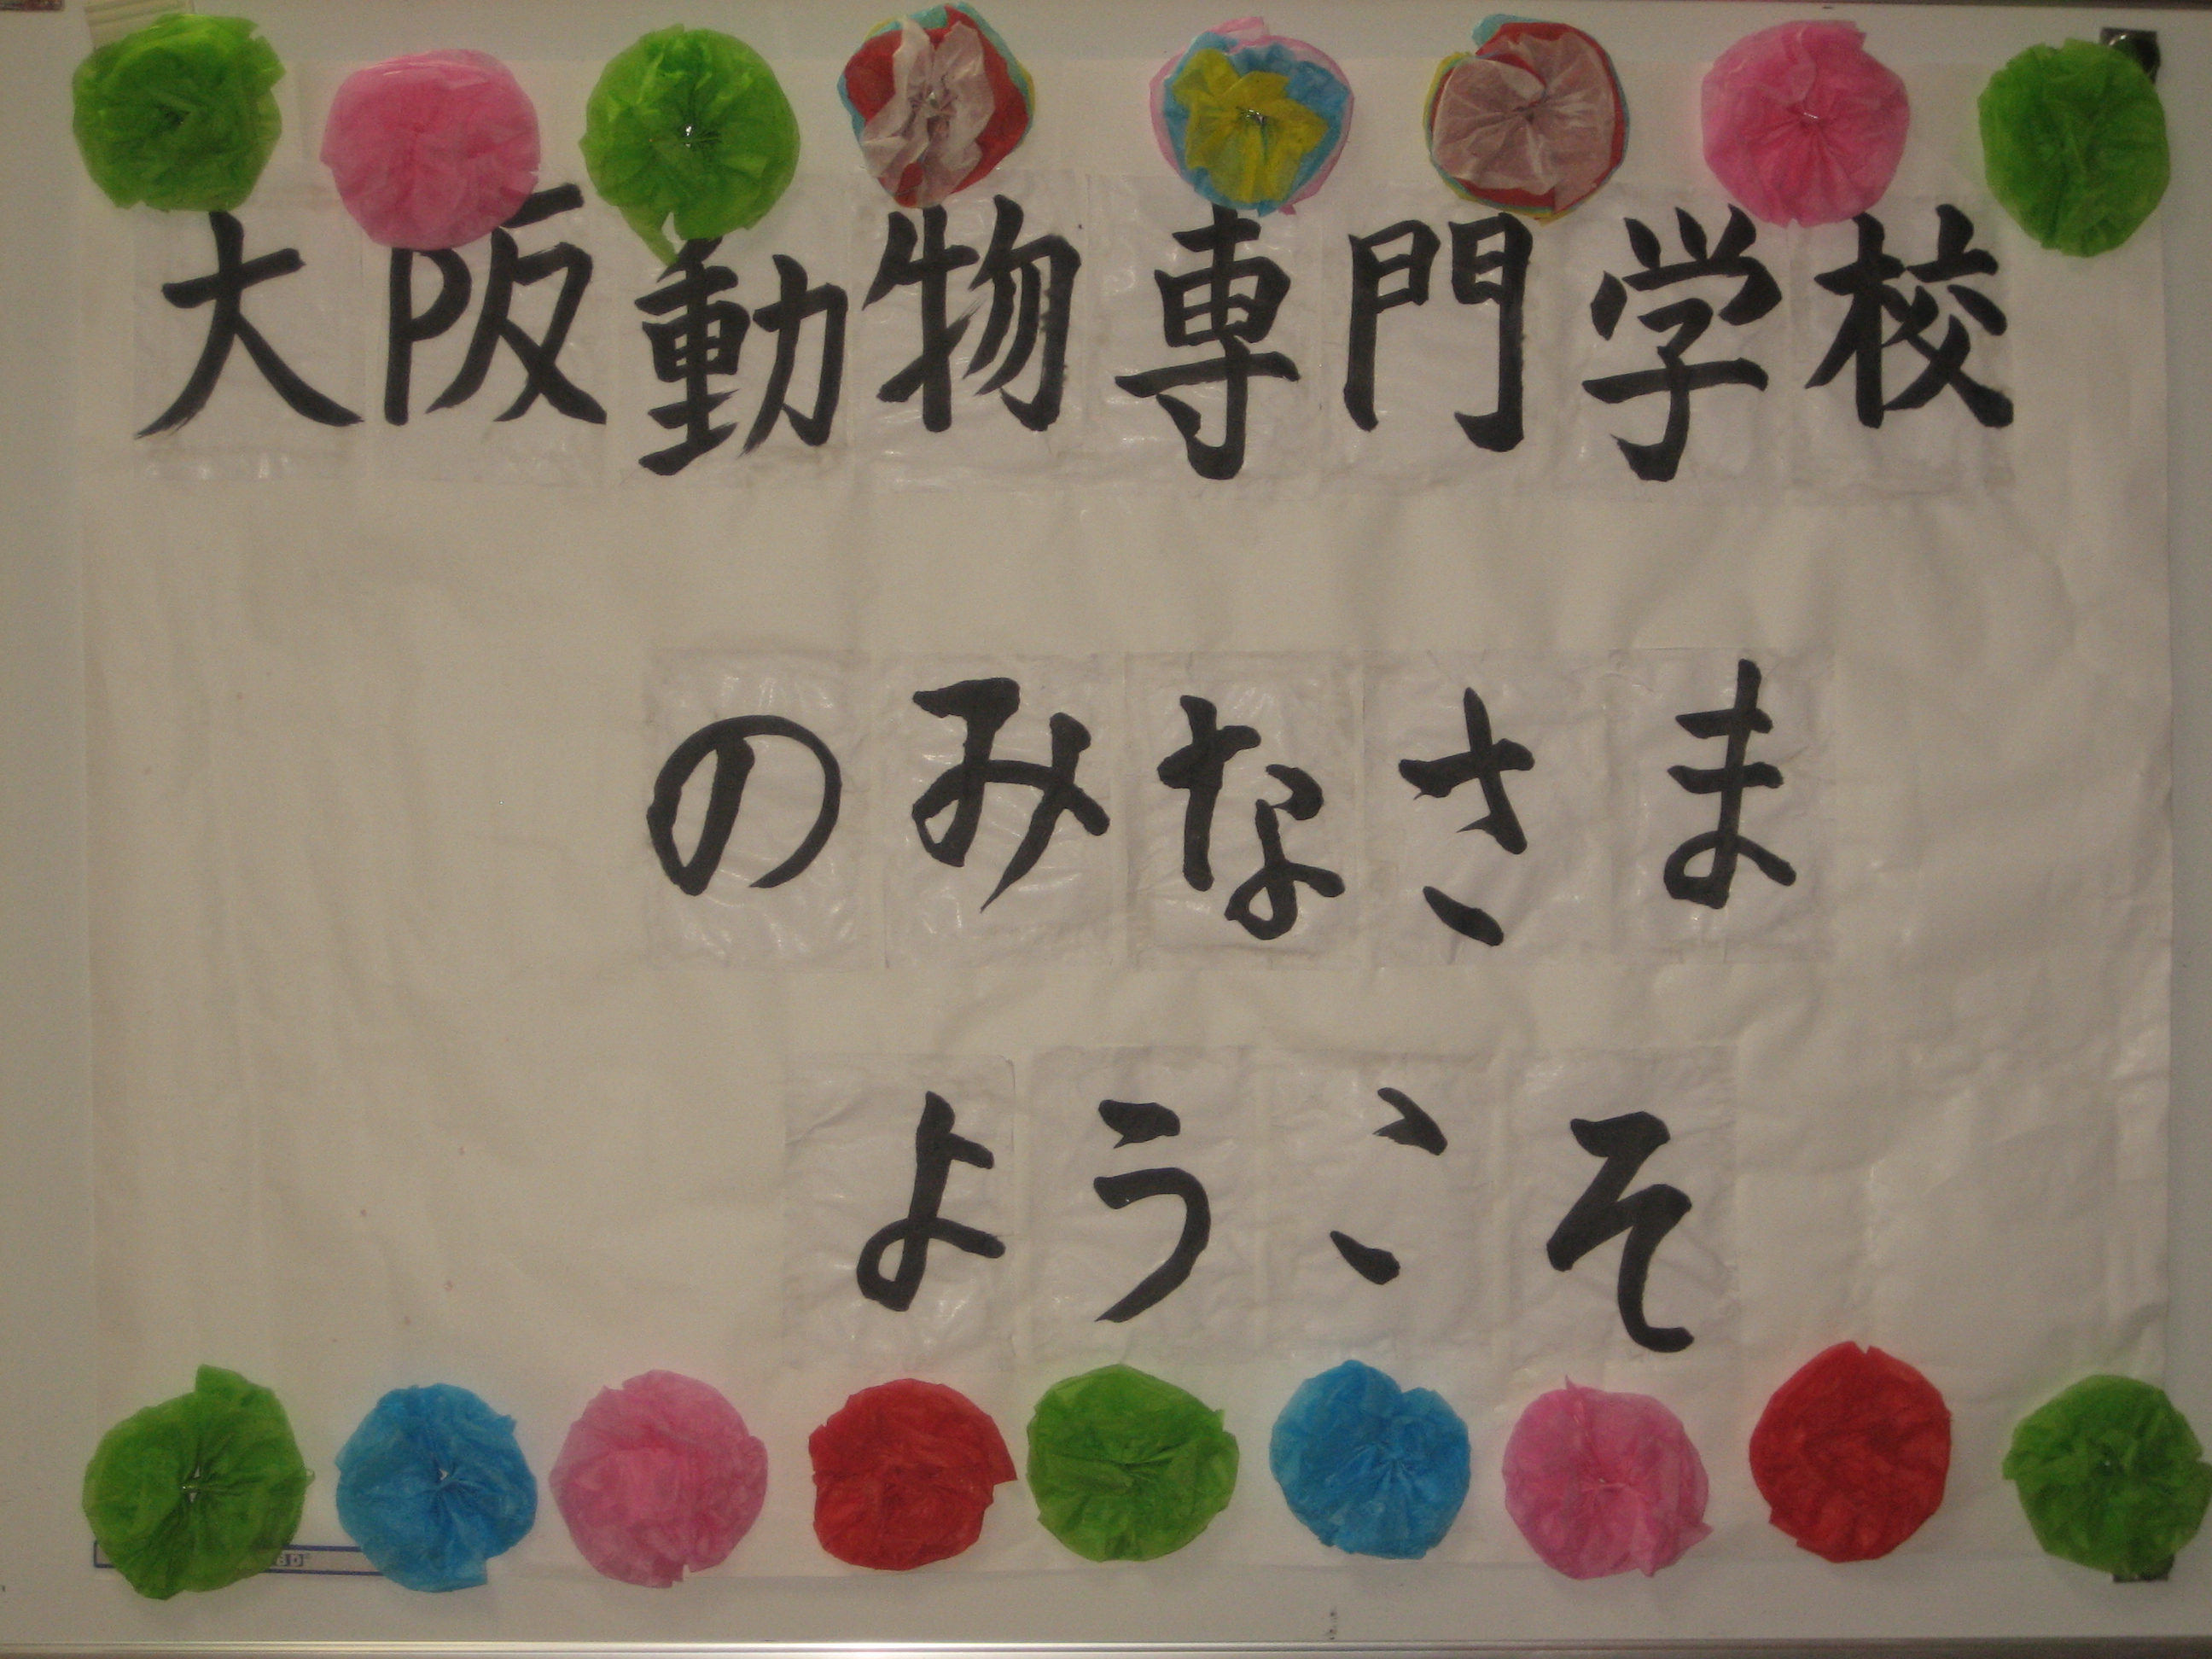 大阪動物専門学校
のみなさま
ようこそ